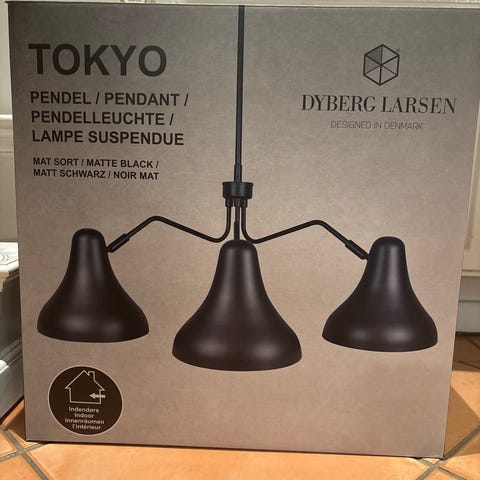 TOKYO
PENDEL / PENDANT /
PENDELLEUCHTE /
LAMPE SUSPENDUE
MAT SORT / MATTE BLACK /
MATT SCHWARZ / NOIR MAT
DYBERG LARSEN
DESIGNED IN DENMARK
Indendørs
Indoor
Innenräumen
l'intérieur